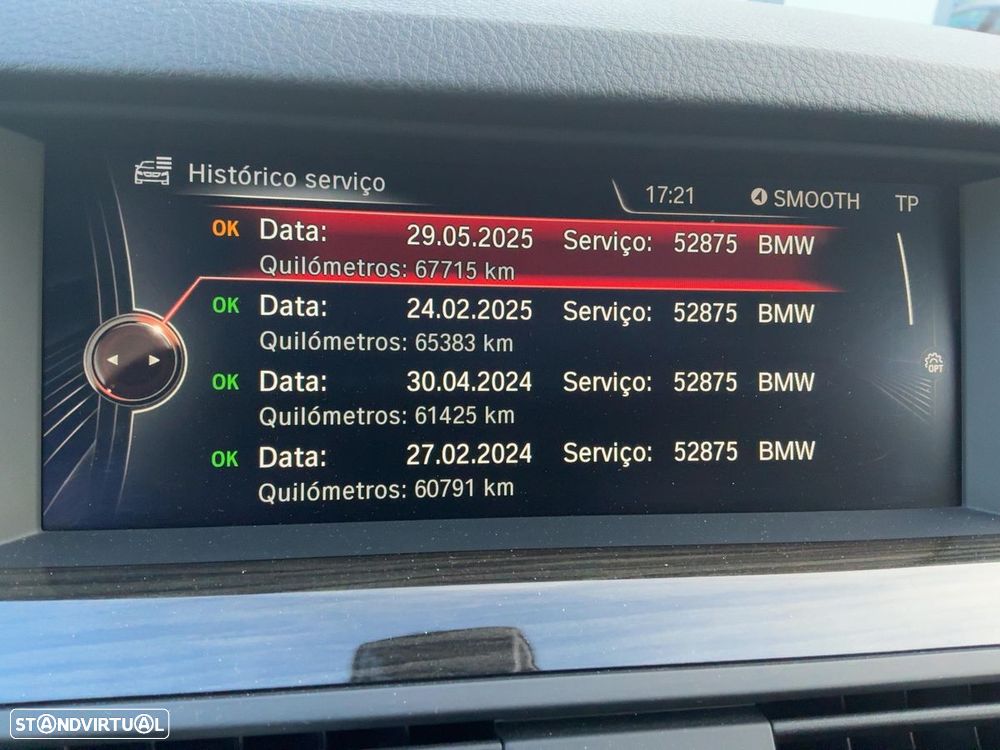 Histórico serviço
17:21 SMOOTH TP
OK Data: 29.05.2025 Serviço: 52875 BMW
Quilómetros: 67715 km
OK Data: 24.02.2025 Serviço: 52875 BMW
Quilómetros: 65383 km
OK Data: 30.04.2024 Serviço: 52875 BMW
Quilómetros: 61425 km
OK Data: 27.02.2024 Serviço: 52875 BMW
Quilómetros: 60791 km
OPT
STANDVIRTUAL